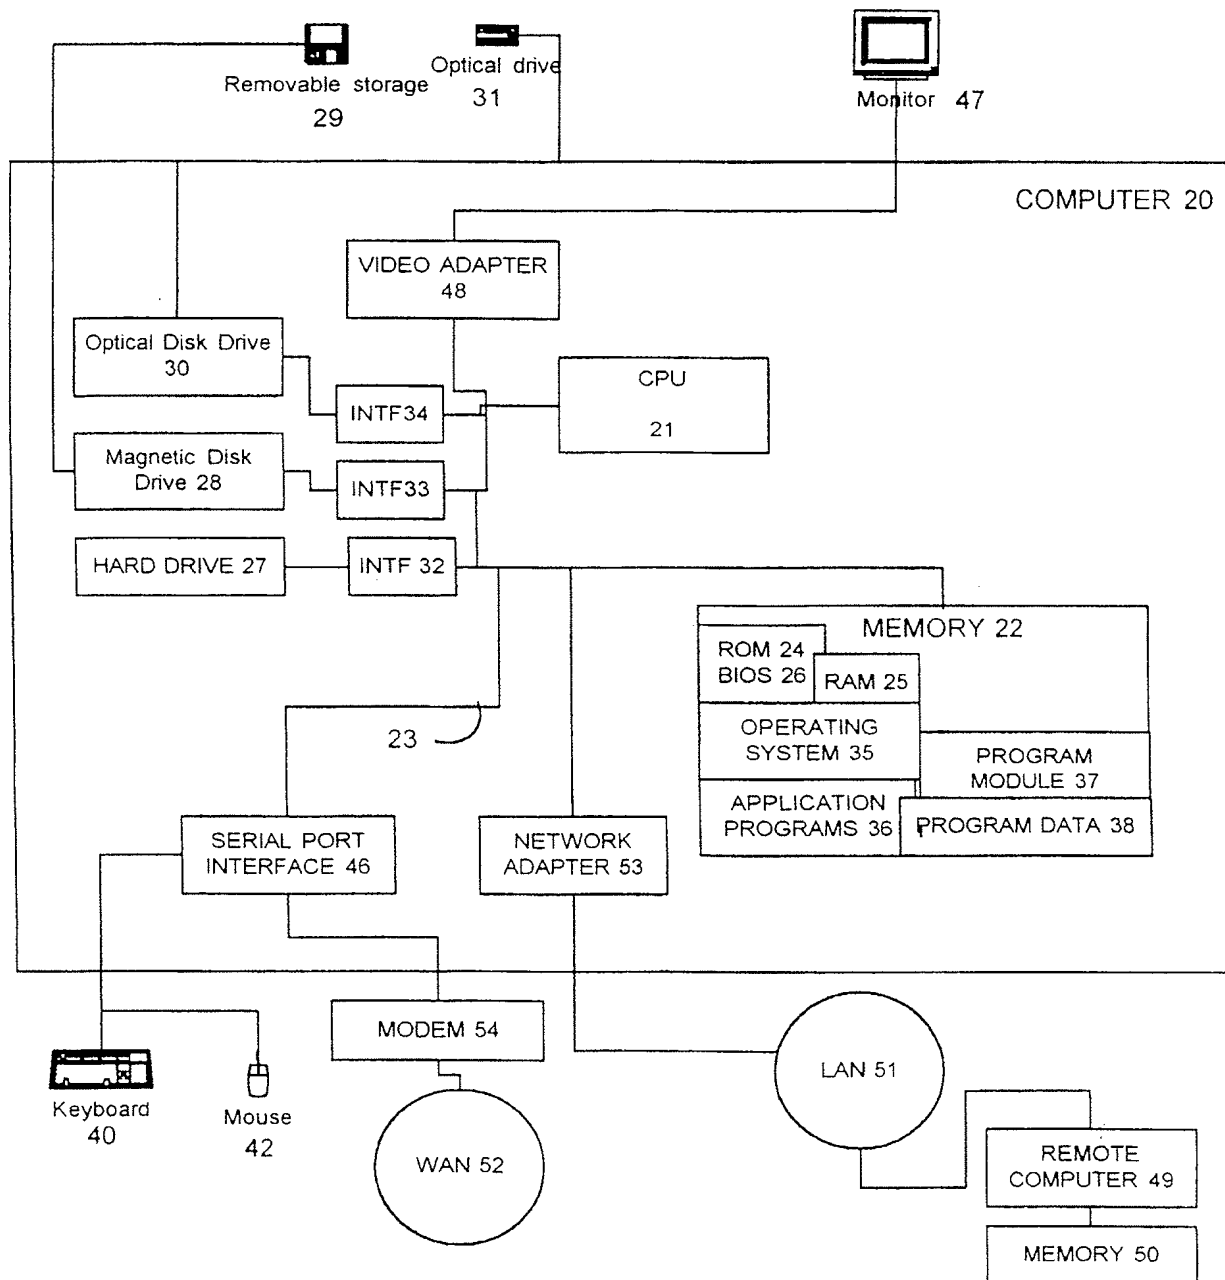 Removable storage
29
Optical drive
31
Monitor 47
COMPUTER 20
VIDEO ADAPTER
48
Optical Disk Drive
30
CPU
21
INTF34
Magnetic Disk
Drive 28
INTF33
HARD DRIVE 27
INTF 32
MEMORY 22
ROM 24
BIOS 26
RAM 25
OPERATING
SYSTEM 35
PROGRAM
MODULE 37
APPLICATION
PROGRAMS 36
PROGRAM DATA 38
23
SERIAL PORT
INTERFACE 46
NETWORK
ADAPTER 53
MODEM 54
LAN 51
Keyboard
40
Mouse
42
WAN 52
REMOTE
COMPUTER 49
MEMORY 50